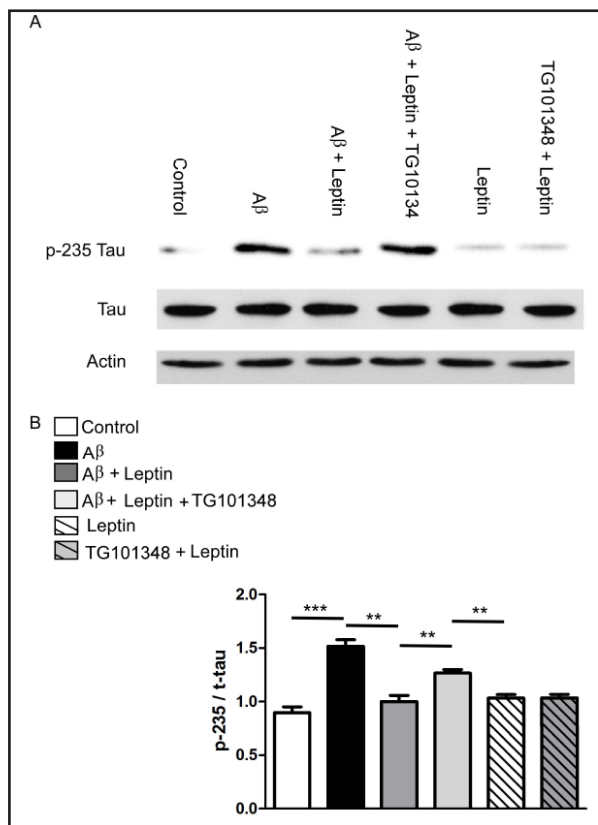 A
Control
Aβ
Aβ + Leptin
Aβ + Leptin + TG10134
Leptin
TG101348 + Leptin
p-235 Tau
Tau
Actin
B
Control
Aβ
Aβ + Leptin
Aβ + Leptin + TG101348
Leptin
TG101348 + Leptin
p-235 / t-tau
2.0
1.5
1.0
0.5
0.0
*** ** ** **